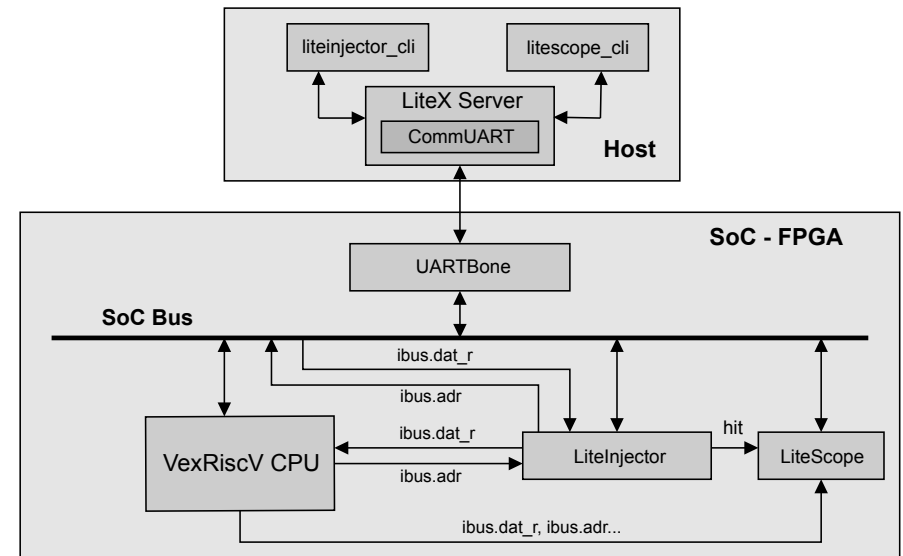 liteinjector_cli
litescope_cli
LiteX Server
CommUART
Host
SoC - FPGA
UARTBone
SoC Bus
ibus.dat_r
ibus.adr
ibus.dat_r
hit
VexRiscV CPU
LiteInjector
LiteScope
ibus.adr
ibus.dat_r, ibus.adr...